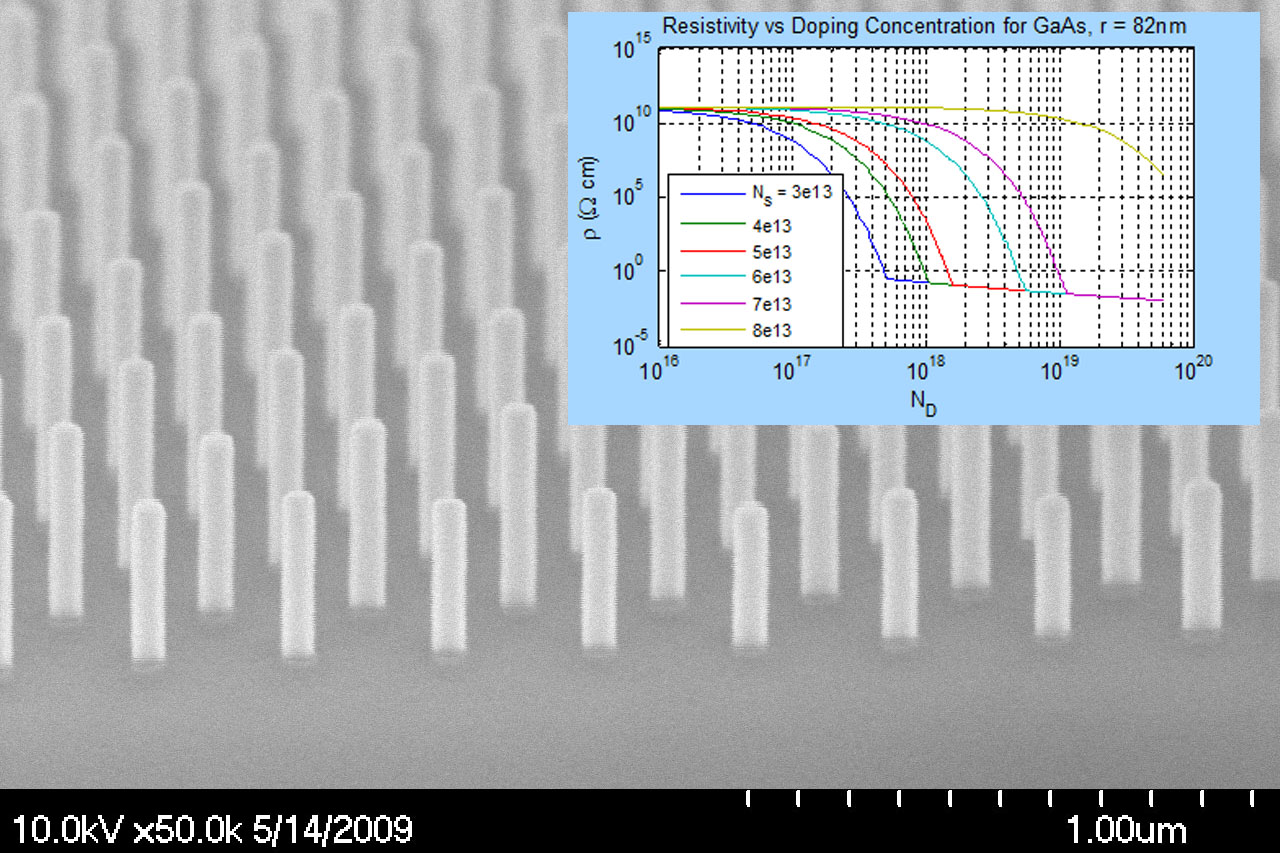 Resistivity vs Doping Concentration for GaAs, r = 82nm
10^15
10^10
10^5
10^0
10^-5
ρ (Ω cm)
N_S = 3e13
4e13
5e13
6e13
7e13
8e13
10^16 10^17 10^18 10^19 10^20
N_D
10.0kV x50.0k 5/14/2009 1.00um